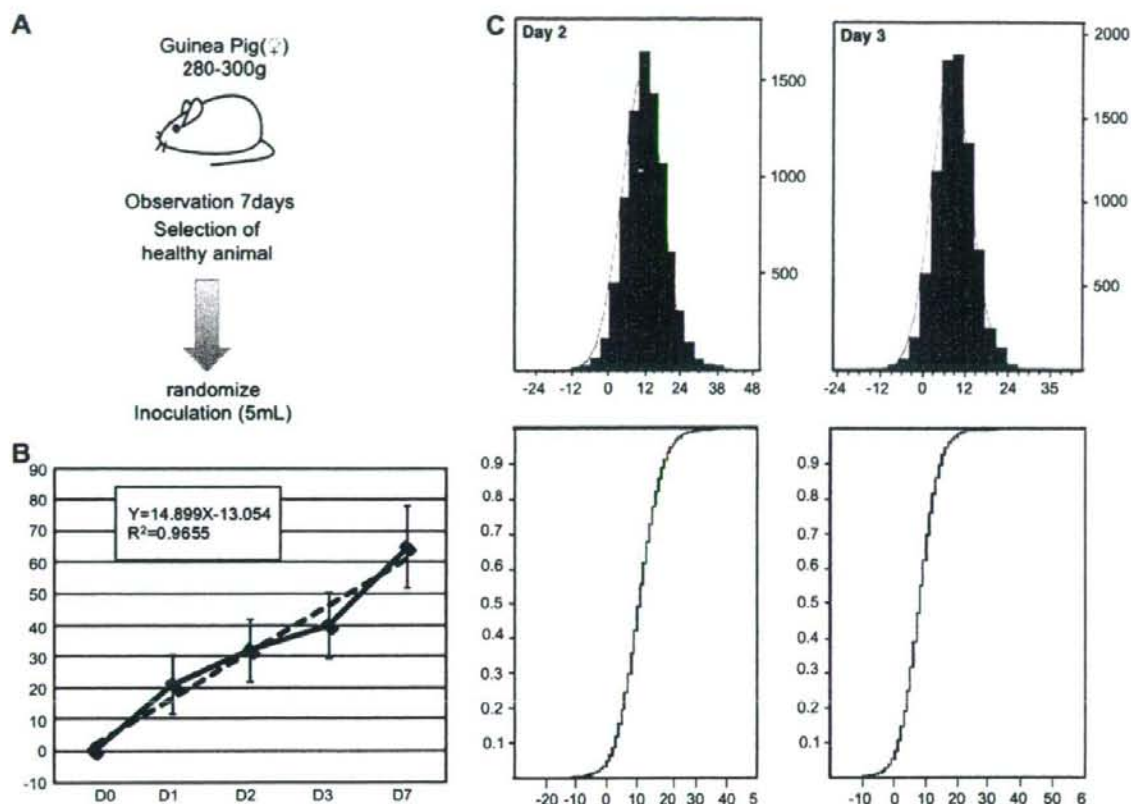 A
Guinea Pig(♀)
280-300g
Observation 7days
Selection of
healthy animal
randomize
Inoculation (5mL)
B
90
80
70
60
50
40
30
20
10
0
-10
Y=14.899X-13.054
R²=0.9655
D0 D1 D2 D3 D7
C
Day 2
1500
1000
500
-24 -12 0 12 24 36 48
Day 3
2000
1500
1000
500
-24 -12 0 12 24 35
0.9
0.8
0.7
0.6
0.5
0.4
0.3
0.2
0.1
-20 -10 0 10 20 30 40 5
0.9
0.8
0.7
0.6
0.5
0.4
0.3
0.2
0.1
-20 -10 0 10 20 30 40 50 6